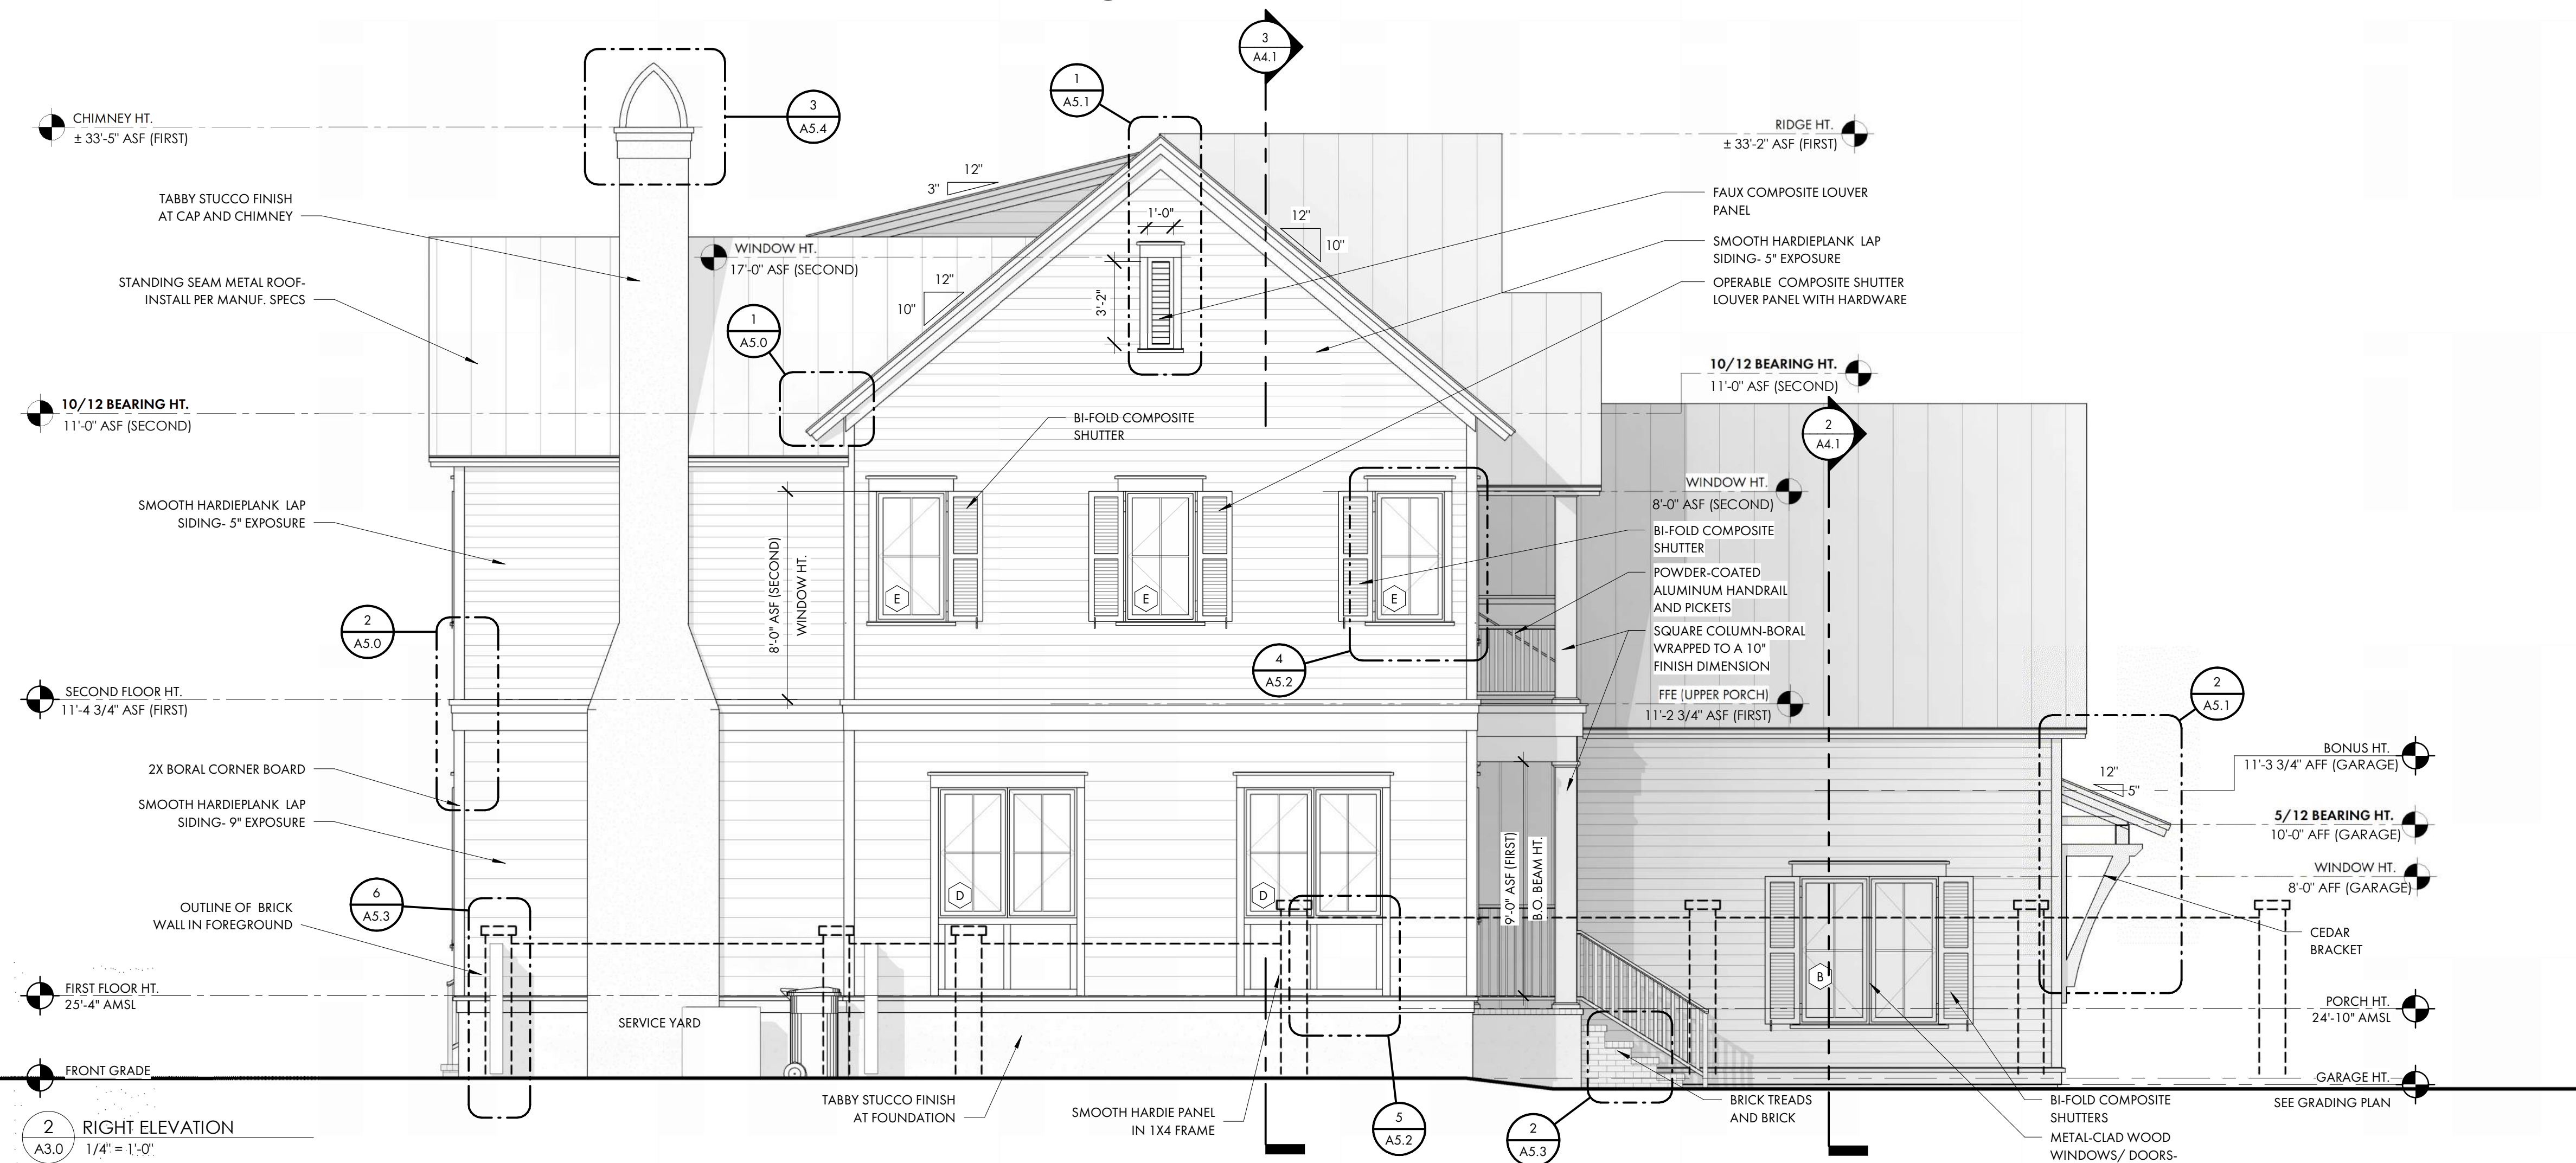 3
A4.1
1
A5.1
3
A5.4
CHIMNEY HT.
± 33'-5" ASF (FIRST)
RIDGE HT.
± 33'-2" ASF (FIRST)
12"
3"
TABBY STUCCO FINISH
AT CAP AND CHIMNEY
FAUX COMPOSITE LOUVER
PANEL
1'-0"
12"
10"
WINDOW HT.
17'-0" ASF (SECOND)
SMOOTH HARDIEPLANK LAP
SIDING- 5" EXPOSURE
STANDING SEAM METAL ROOF-
INSTALL PER MANUF. SPECS
12"
10"
3'-2"
OPERABLE COMPOSITE SHUTTER
LOUVER PANEL WITH HARDWARE
1
A5.0
10/12 BEARING HT.
11'-0" ASF (SECOND)
10/12 BEARING HT.
11'-0" ASF (SECOND)
BI-FOLD COMPOSITE
SHUTTER
2
A4.1
SMOOTH HARDIEPLANK LAP
SIDING- 5" EXPOSURE
WINDOW HT.
8'-0" ASF (SECOND)
8'-0" ASF (SECOND)
WINDOW HT.
E
E
E
BI-FOLD COMPOSITE
SHUTTER
POWDER-COATED
ALUMINUM HANDRAIL
AND PICKETS
2
A5.0
SQUARE COLUMN-BORAL
WRAPPED TO A 10"
FINISH DIMENSION
4
A5.2
SECOND FLOOR HT.
11'-4 3/4" ASF (FIRST)
FFE (UPPER PORCH)
11'-2 3/4" ASF (FIRST)
2
A5.1
2X BORAL CORNER BOARD
BONUS HT.
11'-3 3/4" AFF (GARAGE)
12"
5"
SMOOTH HARDIEPLANK LAP
SIDING- 9" EXPOSURE
5/12 BEARING HT.
10'-0" AFF (GARAGE)
9'-0" ASF (FIRST)
B.O. BEAM HT.
WINDOW HT.
8'-0" AFF (GARAGE)
D
D
6
A5.3
OUTLINE OF BRICK
WALL IN FOREGROUND
CEDAR
BRACKET
B
FIRST FLOOR HT.
25'-4" AMSL
SERVICE YARD
PORCH HT.
24'-10" AMSL
FRONT GRADE
GARAGE HT.
SEE GRADING PLAN
TABBY STUCCO FINISH
AT FOUNDATION
SMOOTH HARDIE PANEL
IN 1X4 FRAME
5
A5.2
2
A5.3
BRICK TREADS
AND BRICK
BI-FOLD COMPOSITE
SHUTTERS
METAL-CLAD WOOD
WINDOWS/ DOORS-
2
A3.0
RIGHT ELEVATION
1/4" = 1'-0"